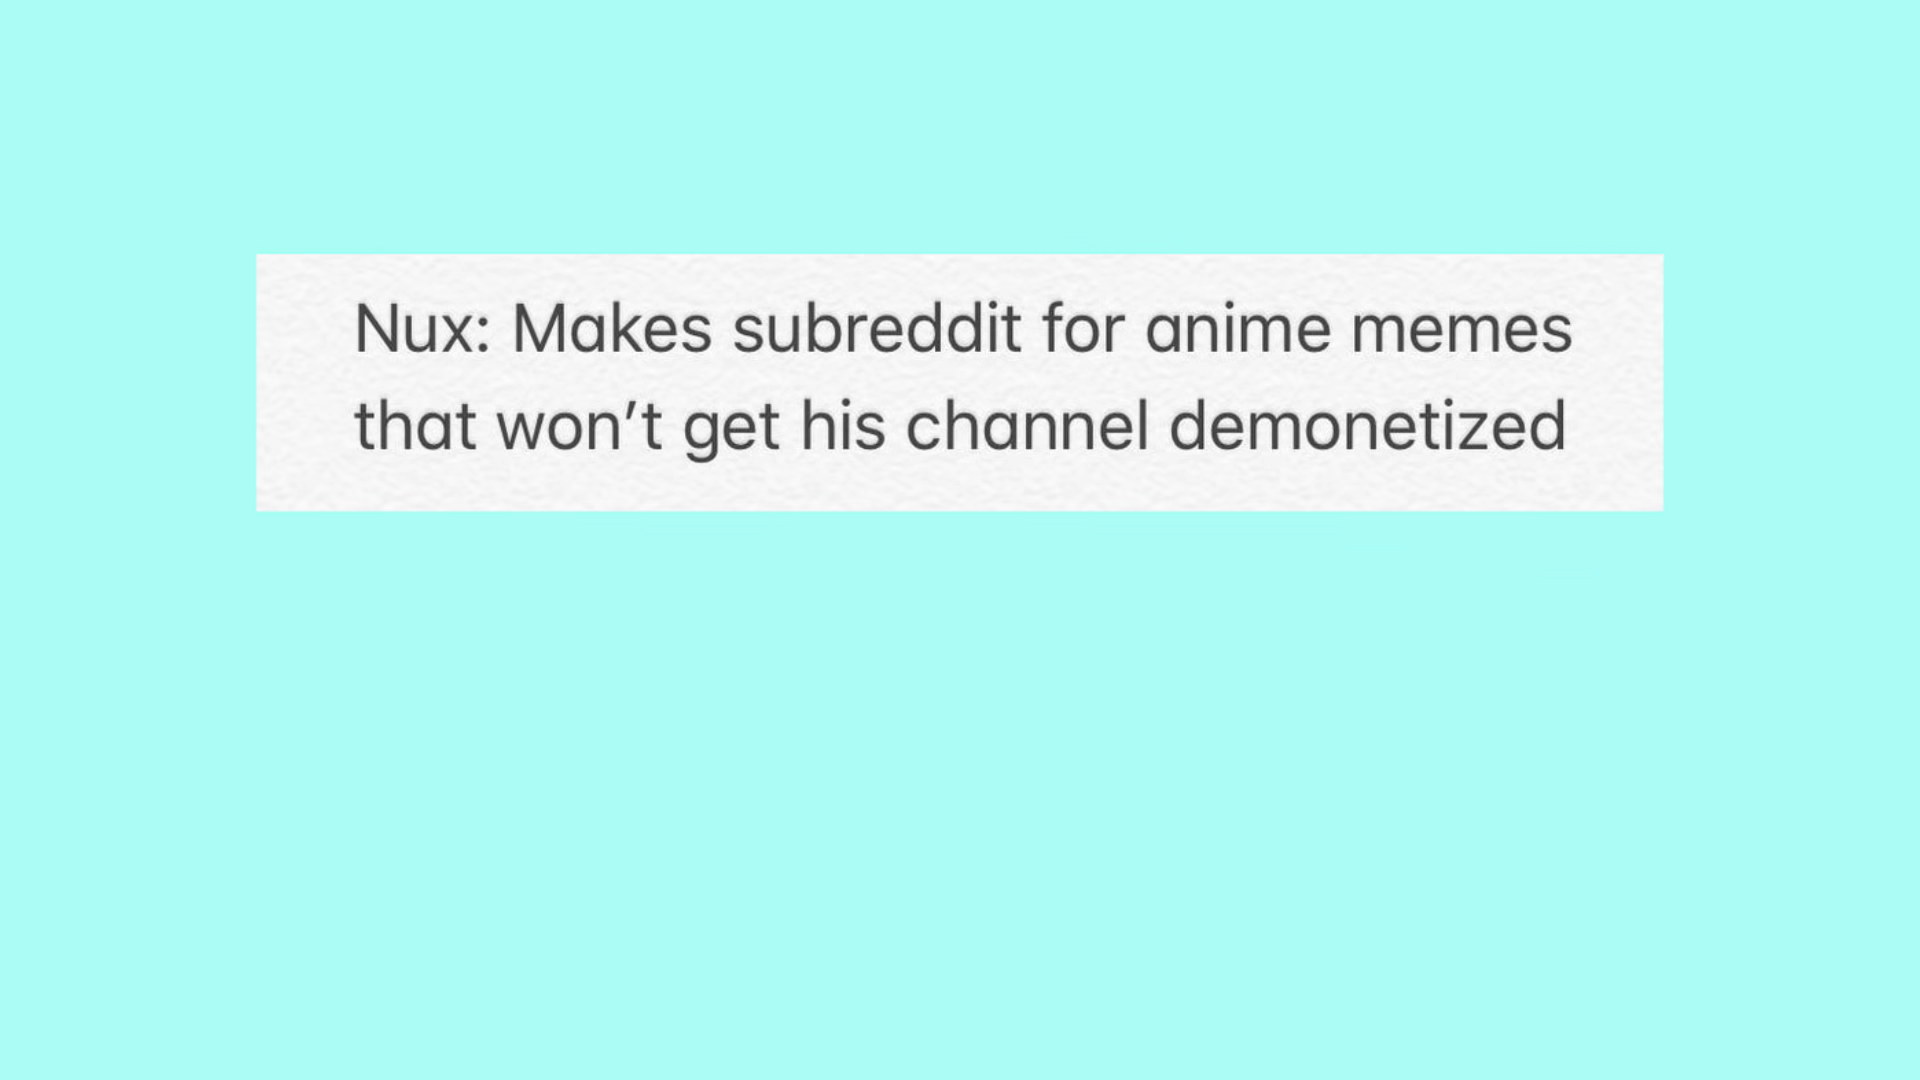 Nux: Makes subreddit for anime memes
that won’t get his channel demonetized